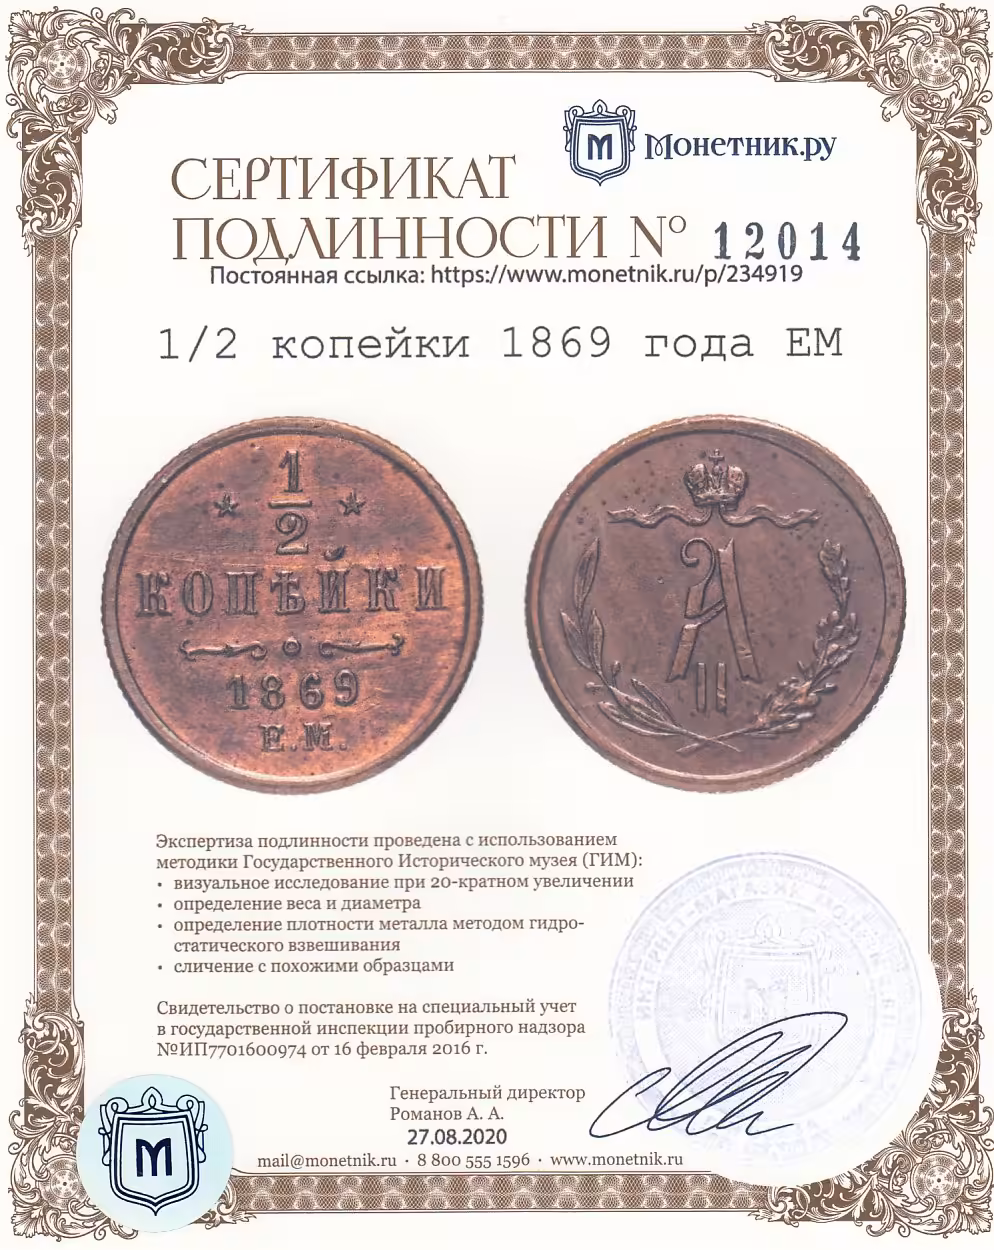 М Монетник.ру
СЕРТИФИКАТ
ПОДЛИННОСТИ № 12014
Постоянная ссылка: https://www.monetnik.ru/p/234919
1/2 копейки 1869 года ЕМ
1
2
КОПѢЙКИ
1869
Е.М.
А
II
Экспертиза подлинности проведена с использованием
методики Государственного Исторического музея (ГИМ):
• визуальное исследование при 20-кратном увеличении
• определение веса и диаметра
• определение плотности металла методом гидро-
статического взвешивания
• сличение с похожими образцами
Свидетельство о постановке на специальный учет
в государственной инспекции пробирного надзора
№ИП7701600974 от 16 февраля 2016 г.
ИНТЕРНЕТ-МАГАЗИН
Генеральный директор
Романов А. А.
27.08.2020
М
mail@monetnik.ru · 8 800 555 1596 · www.monetnik.ru